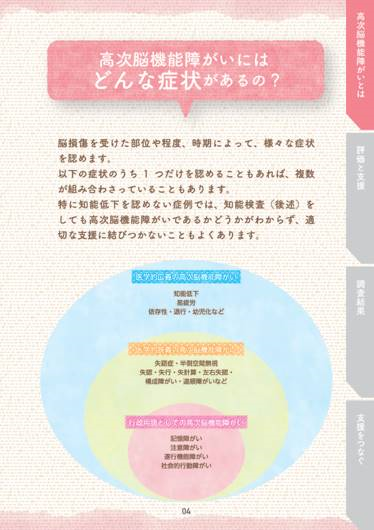 高次脳機能障がいには
どんな症状があるの？
脳損傷を受けた部位や程度、時期によって、様々な症状
を認めます。
以下の症状のうち 1 つだけを認めることもあれば、複数
が組み合わさっていることもあります。
特に知能低下を認めない症例では、知能検査（後述）を
しても高次脳機能障がいであるかどうかがわからず、適
切な支援に結びつかないこともよくあります。
医学的広義の高次脳機能障がい
知能低下
易疲労
依存性・退行・幼児化など
医学的狭義の高次脳機能障がい
失語症・半側空間無視
失認・失行・失計算・左右失認・
構成障がい・遂行障がいなど
行政用語としての高次脳機能障がい
記憶障がい
注意障がい
遂行機能障がい
社会的行動障がい
04
高次脳機能障がいとは
評価と支援
調査結果
支援をつなぐ